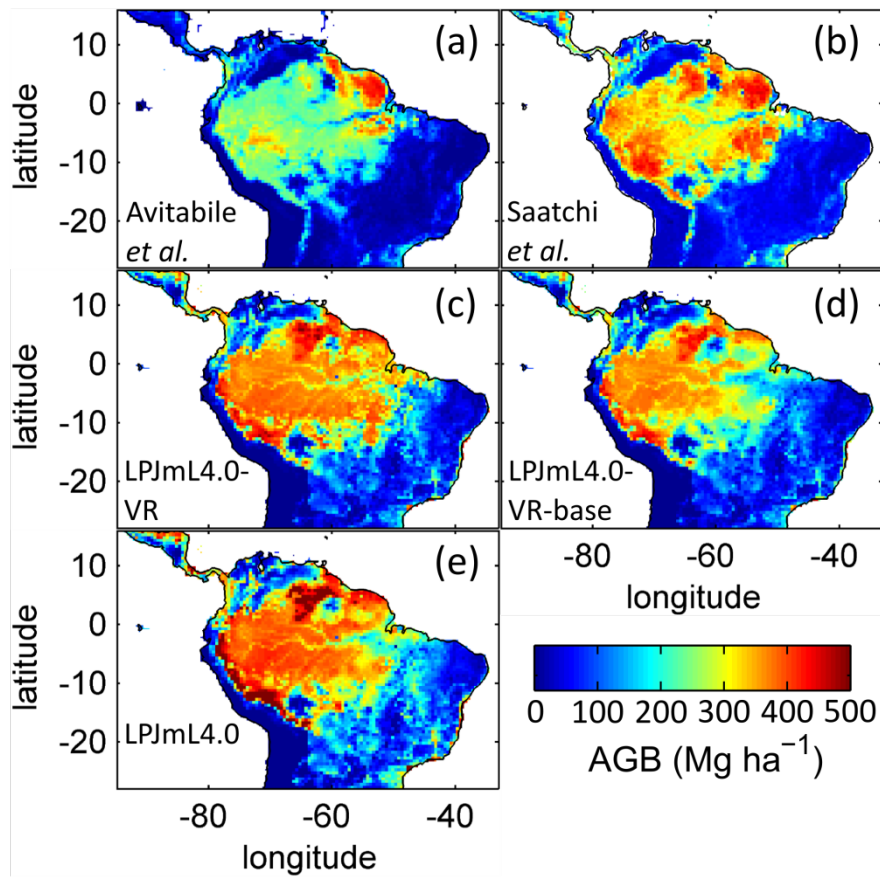 (a)
(b)
10
0
-10
-20
latitude
Avitabile
et al.
Saatchi
et al.
(c)
(d)
10
0
-10
-20
latitude
LPJmL4.0-
VR
LPJmL4.0-
VR-base
-80 -60 -40
longitude
(e)
10
0
-10
-20
latitude
LPJmL4.0
-80 -60 -40
longitude
0 100 200 300 400 500
AGB (Mg ha⁻¹)